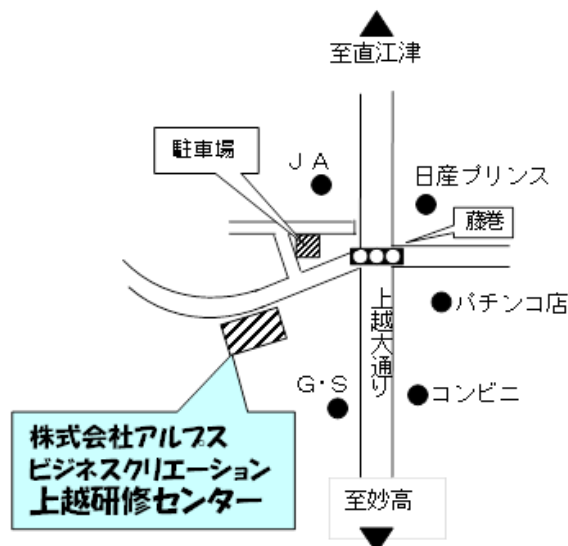 至直江津
駐車場
JA
日産プリンス
藤巻
パチンコ店
上越大通り
G・S
コンビニ
株式会社アルプス
ビジネスクリエーション
上越研修センター
至妙高